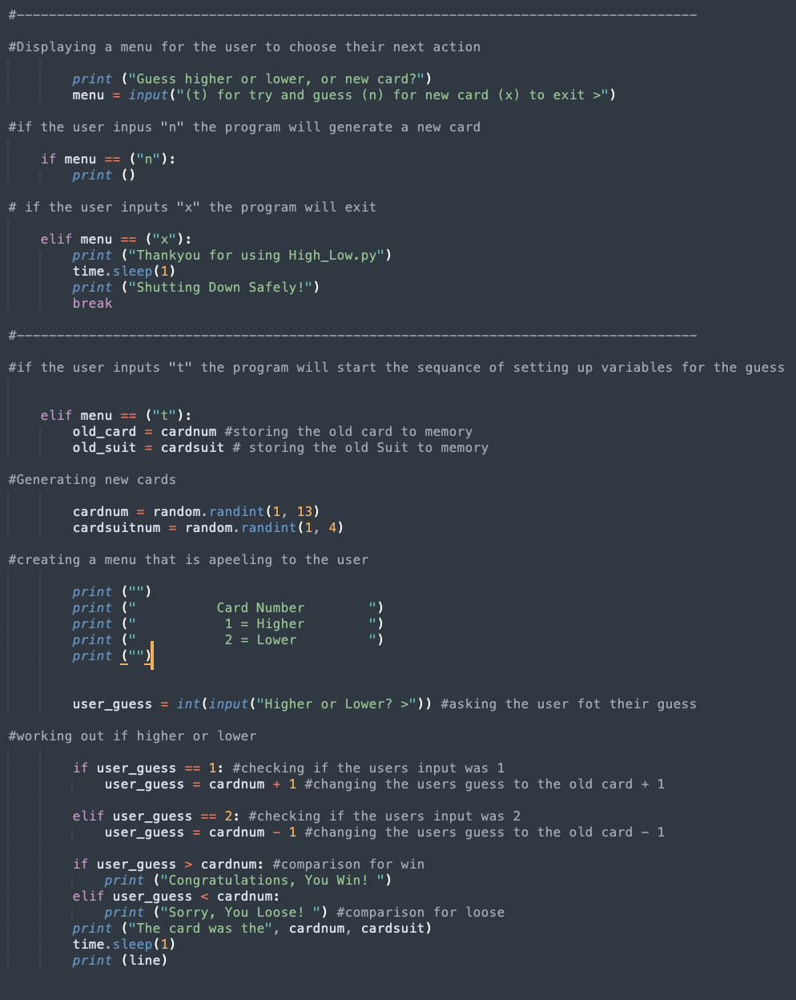 #-------------------------------------------------------------------------------------
#Displaying a menu for the user to choose their next action
        print ("Guess higher or lower, or new card?")
        menu = input("(t) for try and guess (n) for new card (x) to exit >")
#if the user inpus "n" the program will generate a new card
    if menu == ("n"):
        print ()
# if the user inputs "x" the program will exit
    elif menu == ("x"):
        print ("Thankyou for using High_Low.py")
        time.sleep(1)
        print ("Shutting Down Safely!")
        break
#-------------------------------------------------------------------------------------
#if the user inputs "t" the program will start the sequance of setting up variables for the guess
    elif menu == ("t"):
        old_card = cardnum #storing the old card to memory
        old_suit = cardsuit # storing the old Suit to memory
#Generating new cards
        cardnum = random.randint(1, 13)
        cardsuitnum = random.randint(1, 4)
#creating a menu that is apeeling to the user
        print ("")
        print ("          Card Number        ")
        print ("           1 = Higher        ")
        print ("           2 = Lower         ")
        print ("")
        user_guess = int(input("Higher or Lower? >")) #asking the user fot their guess
#working out if higher or lower
        if user_guess == 1: #checking if the users input was 1
            user_guess = cardnum + 1 #changing the users guess to the old card + 1
        elif user_guess == 2: #checking if the users input was 2
            user_guess = cardnum - 1 #changing the users guess to the old card - 1
        if user_guess > cardnum: #comparison for win
            print ("Congratulations, You Win! ")
        elif user_guess < cardnum:
            print ("Sorry, You Loose! ") #comparison for loose
        print ("The card was the", cardnum, cardsuit)
        time.sleep(1)
        print (line)